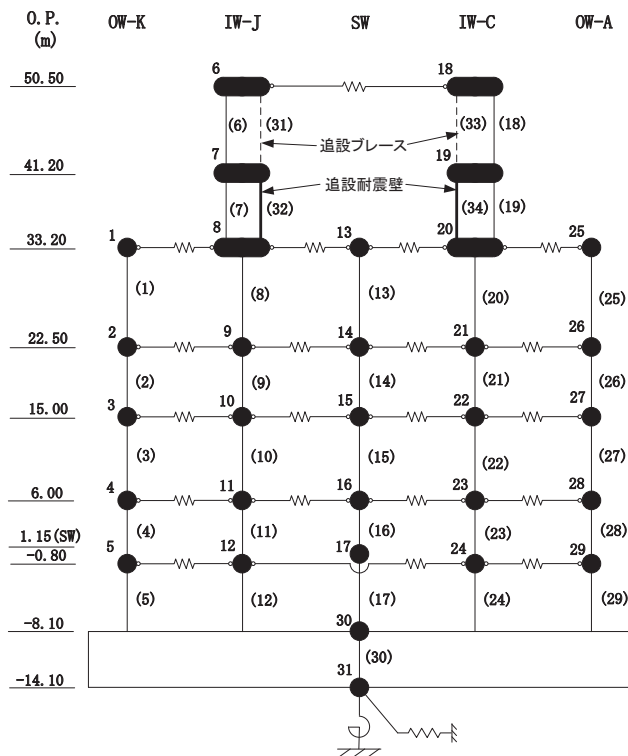 O.P. OW-K IW-J SW IW-C OW-A
(m)
50.50 6 18
(6) (31) (33) (18)
追設ブレース
41.20 7 19
追設耐震壁
(7) (32) (34) (19)
33.20 1 8 13 20 25
(1) (8) (13) (20) (25)
22.50 2 9 14 21 26
(2) (9) (14) (21) (26)
15.00 3 10 15 22 27
(3) (10) (15) (22) (27)
6.00 4 11 16 23 28
(4) (11) (16) (23) (28)
1.15(SW) 17
-0.80 5 12 24 29
(5) (12) (17) (24) (29)
-8.10 30
(30)
-14.10 31